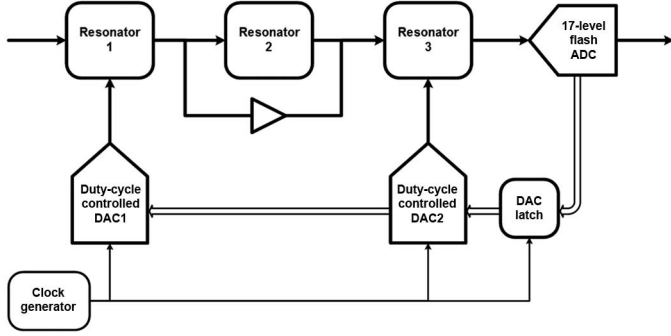 Resonator
1
Resonator
2
Resonator
3
17-level
flash
ADC
Duty-cycle
controlled
DAC1
Duty-cycle
controlled
DAC2
DAC
latch
Clock
generator